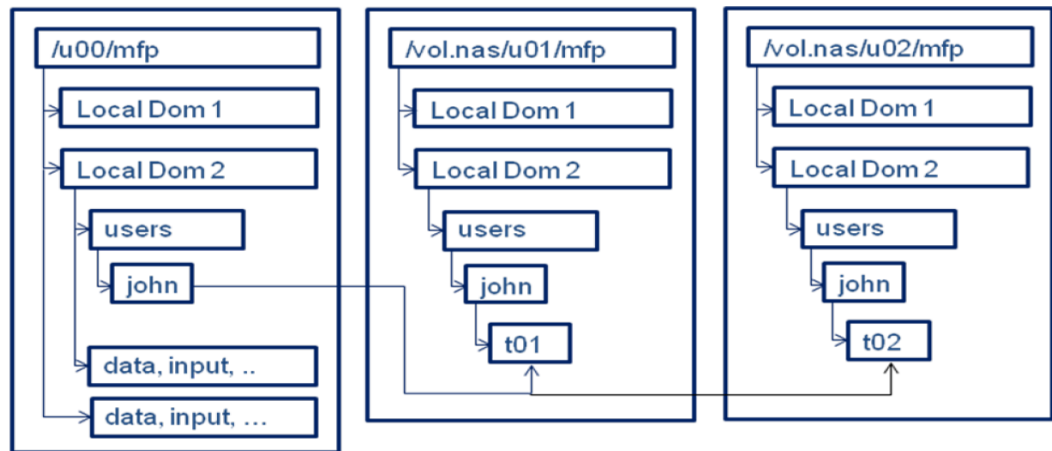 /u00/mfp
Local Dom 1
Local Dom 2
users
john
data, input, ..
data, input, ...
/vol.nas/u01/mfp
Local Dom 1
Local Dom 2
users
john
t01
/vol.nas/u02/mfp
Local Dom 1
Local Dom 2
users
john
t02